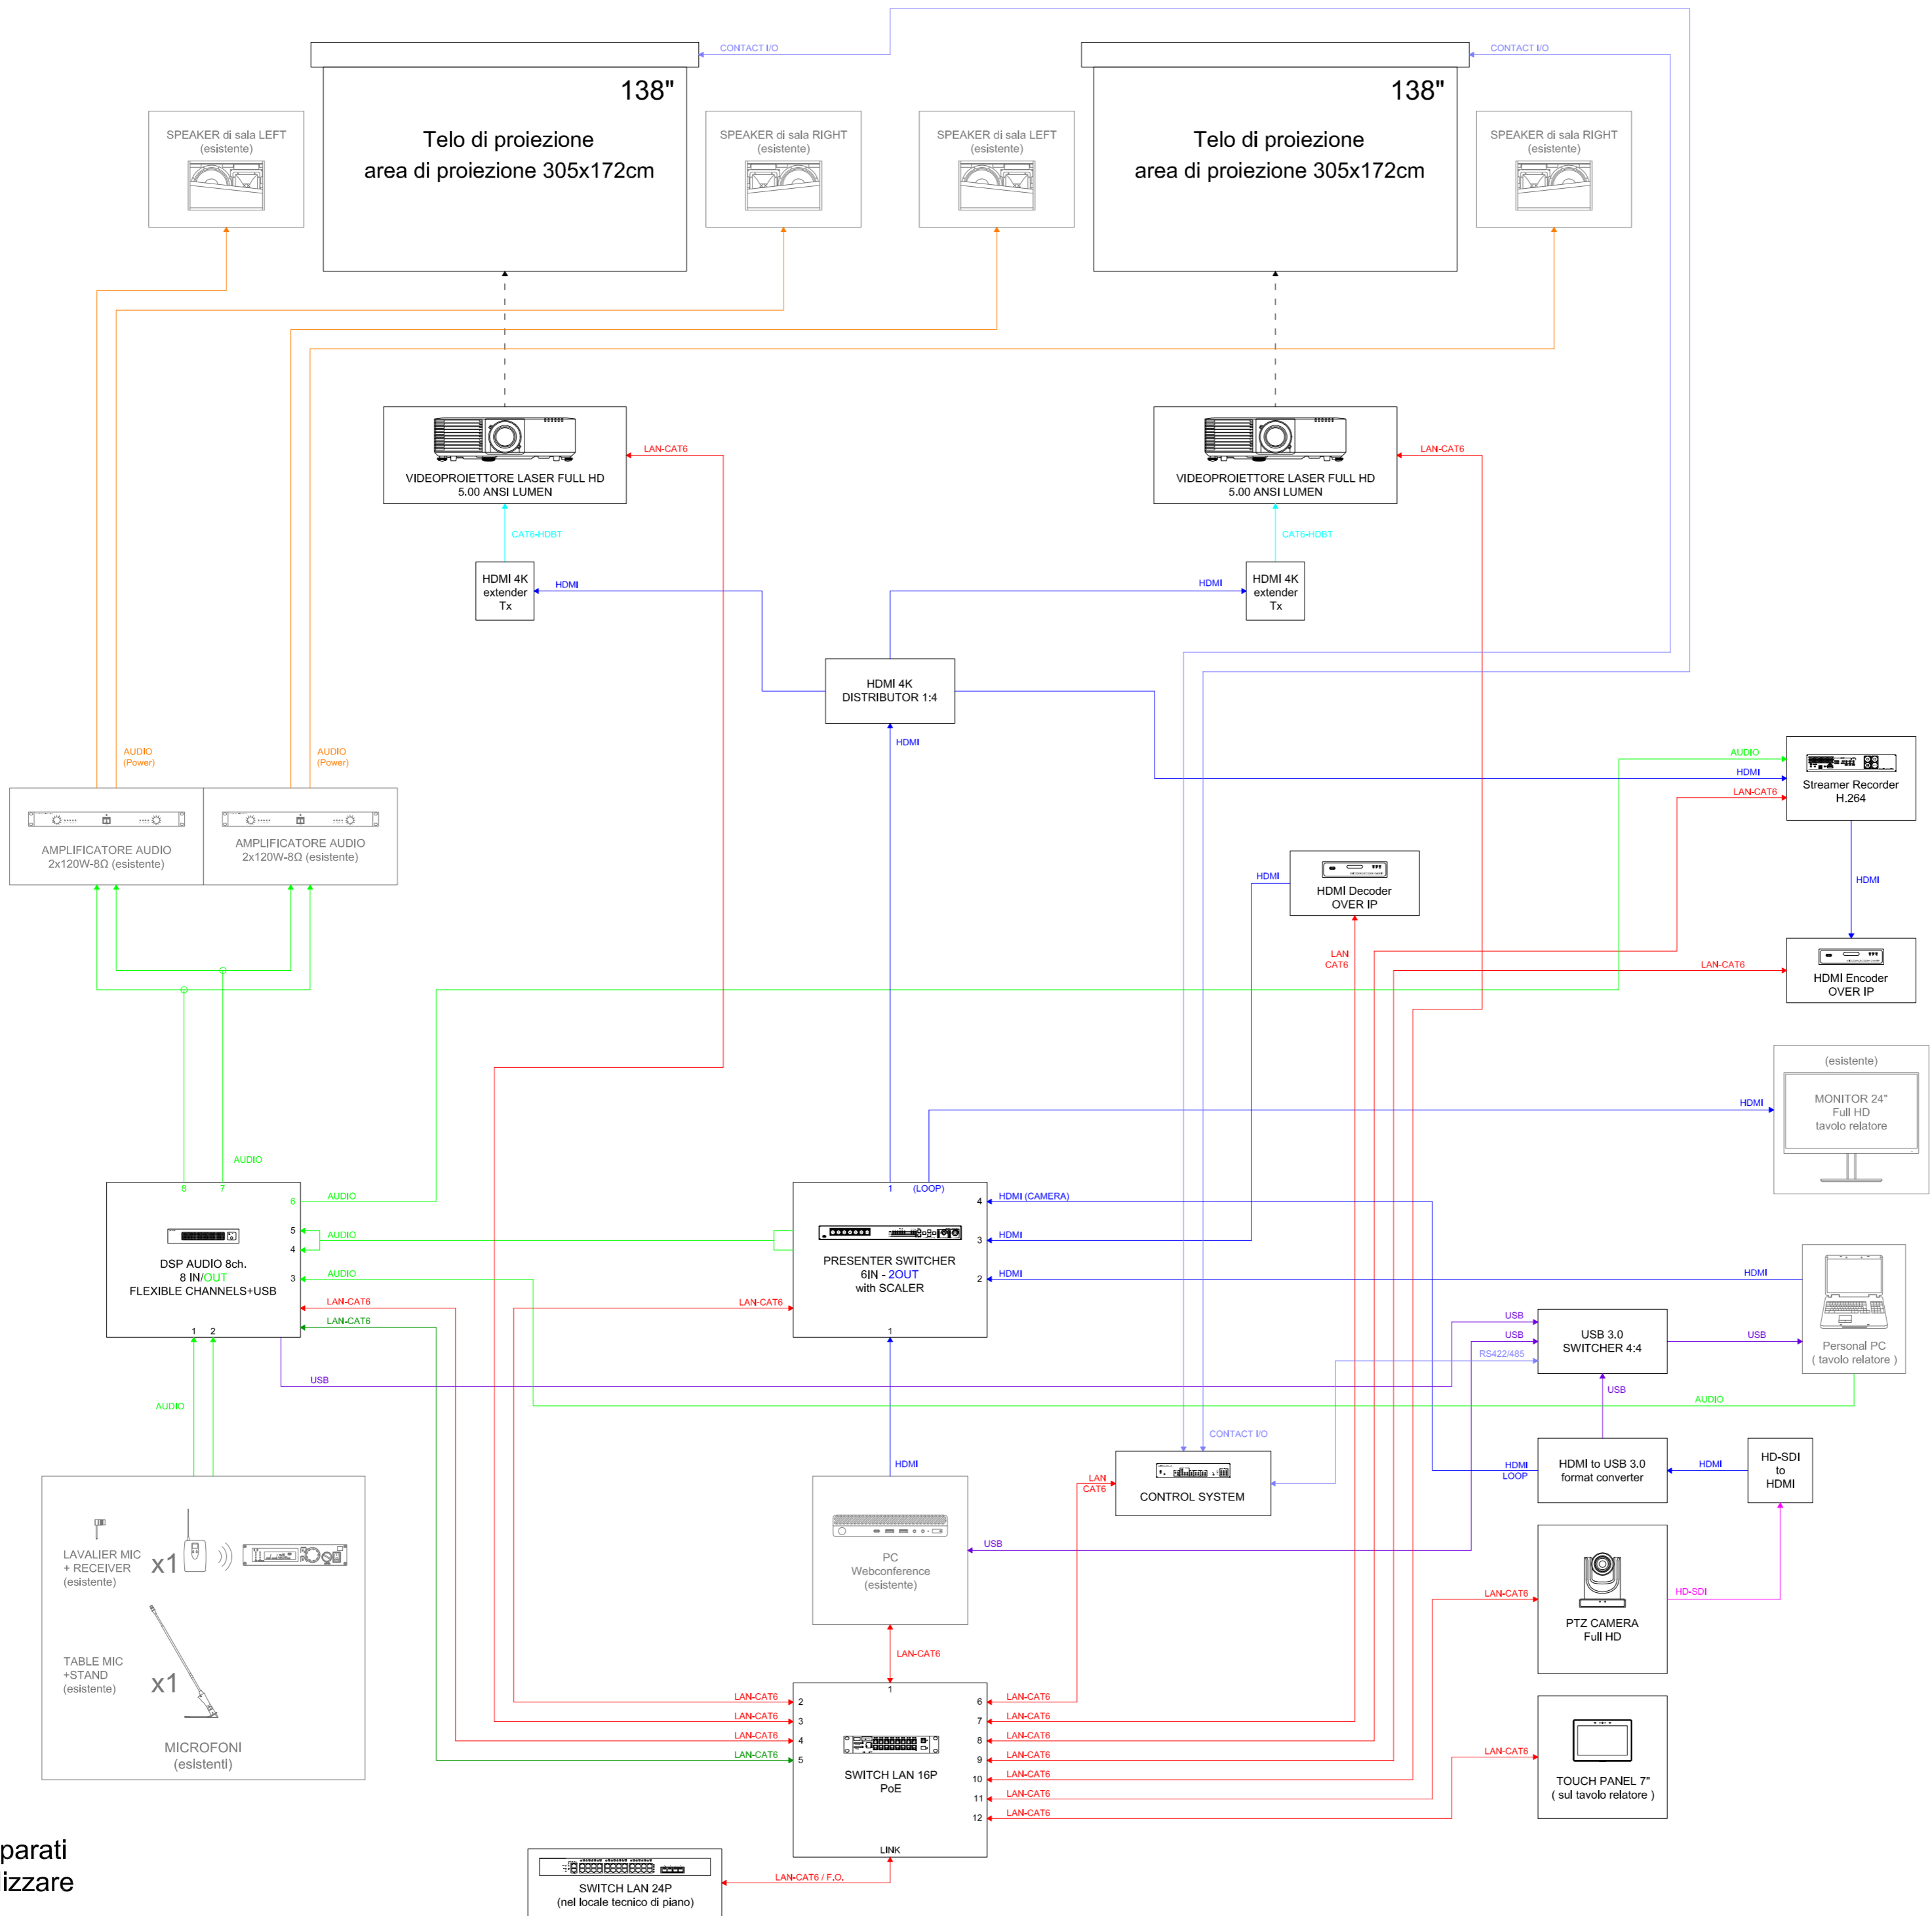 CONTACT I/O
CONTACT I/O
138"
Telo di proiezione
area di proiezione 305x172cm
138"
Telo di proiezione
area di proiezione 305x172cm
SPEAKER di sala LEFT
(esistente)
SPEAKER di sala RIGHT
(esistente)
SPEAKER di sala LEFT
(esistente)
SPEAKER di sala RIGHT
(esistente)
LAN-CAT6
VIDEOPROIETTORE LASER FULL HD
5.00 ANSI LUMEN
LAN-CAT6
VIDEOPROIETTORE LASER FULL HD
5.00 ANSI LUMEN
CAT6-HDBT
CAT6-HDBT
HDMI 4K
extender
Tx
HDMI
HDMI
HDMI 4K
extender
Tx
HDMI 4K
DISTRIBUTOR 1:4
HDMI
AUDIO
(Power)
AUDIO
(Power)
AMPLIFICATORE AUDIO
2x120W-8Ω (esistente)
AMPLIFICATORE AUDIO
2x120W-8Ω (esistente)
AUDIO
HDMI
LAN-CAT6
Streamer Recorder
H.264
HDMI
HDMI
HDMI Decoder
OVER IP
LAN
CAT6
LAN-CAT6
HDMI Encoder
OVER IP
(esistente)
MONITOR 24"
Full HD
tavolo relatore
HDMI
AUDIO
8 7
6
5
4
3
1 2
DSP AUDIO 8ch.
8 IN/OUT
FLEXIBLE CHANNELS+USB
AUDIO
AUDIO
AUDIO
LAN-CAT6
LAN-CAT6
USB
LAN-CAT6
1 (LOOP)
4
3
2
1
PRESENTER SWITCHER
6IN - 2OUT
with SCALER
HDMI (CAMERA)
HDMI
HDMI
HDMI
USB
USB
RS422/485
USB 3.0
SWITCHER 4:4
USB
Personal PC
( tavolo relatore )
USB
AUDIO
AUDIO
CONTACT I/O
HDMI
LAN
CAT6
CONTROL SYSTEM
HDMI
LOOP
HDMI to USB 3.0
format converter
HDMI
HD-SDI
to
HDMI
LAVALIER MIC
+ RECEIVER
(esistente)
x1
TABLE MIC
+STAND
(esistente)
x1
MICROFONI
(esistenti)
PC
Webconference
(esistente)
USB
LAN-CAT6
LAN-CAT6
HD-SDI
PTZ CAMERA
Full HD
LAN-CAT6
LAN-CAT6
LAN-CAT6
LAN-CAT6
1
2
3
4
5
6
7
8
9
10
11
12
SWITCH LAN 16P
PoE
LINK
LAN-CAT6
LAN-CAT6
LAN-CAT6
LAN-CAT6
LAN-CAT6
LAN-CAT6
LAN-CAT6
LAN-CAT6
TOUCH PANEL 7"
( sul tavolo relatore )
parati
lizzare
LAN-CAT6 / F.O.
SWITCH LAN 24P
(nel locale tecnico di piano)